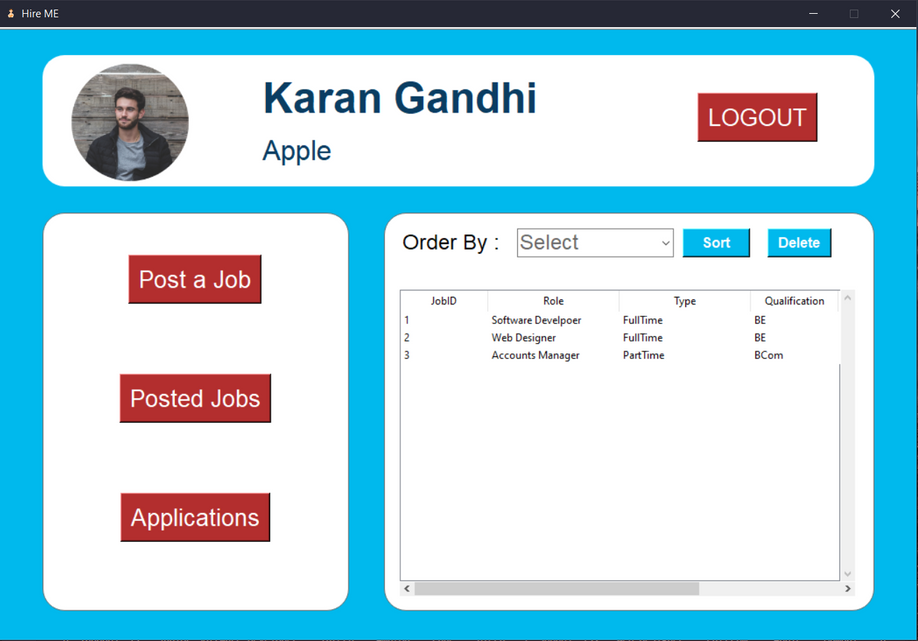 Hire ME
Karan Gandhi
Apple
LOGOUT
Post a Job
Posted Jobs
Applications
Order By : Select Sort Delete
JobID Role Type Qualification
1 Software Develpoer FullTime BE
2 Web Designer FullTime BE
3 Accounts Manager PartTime BCom